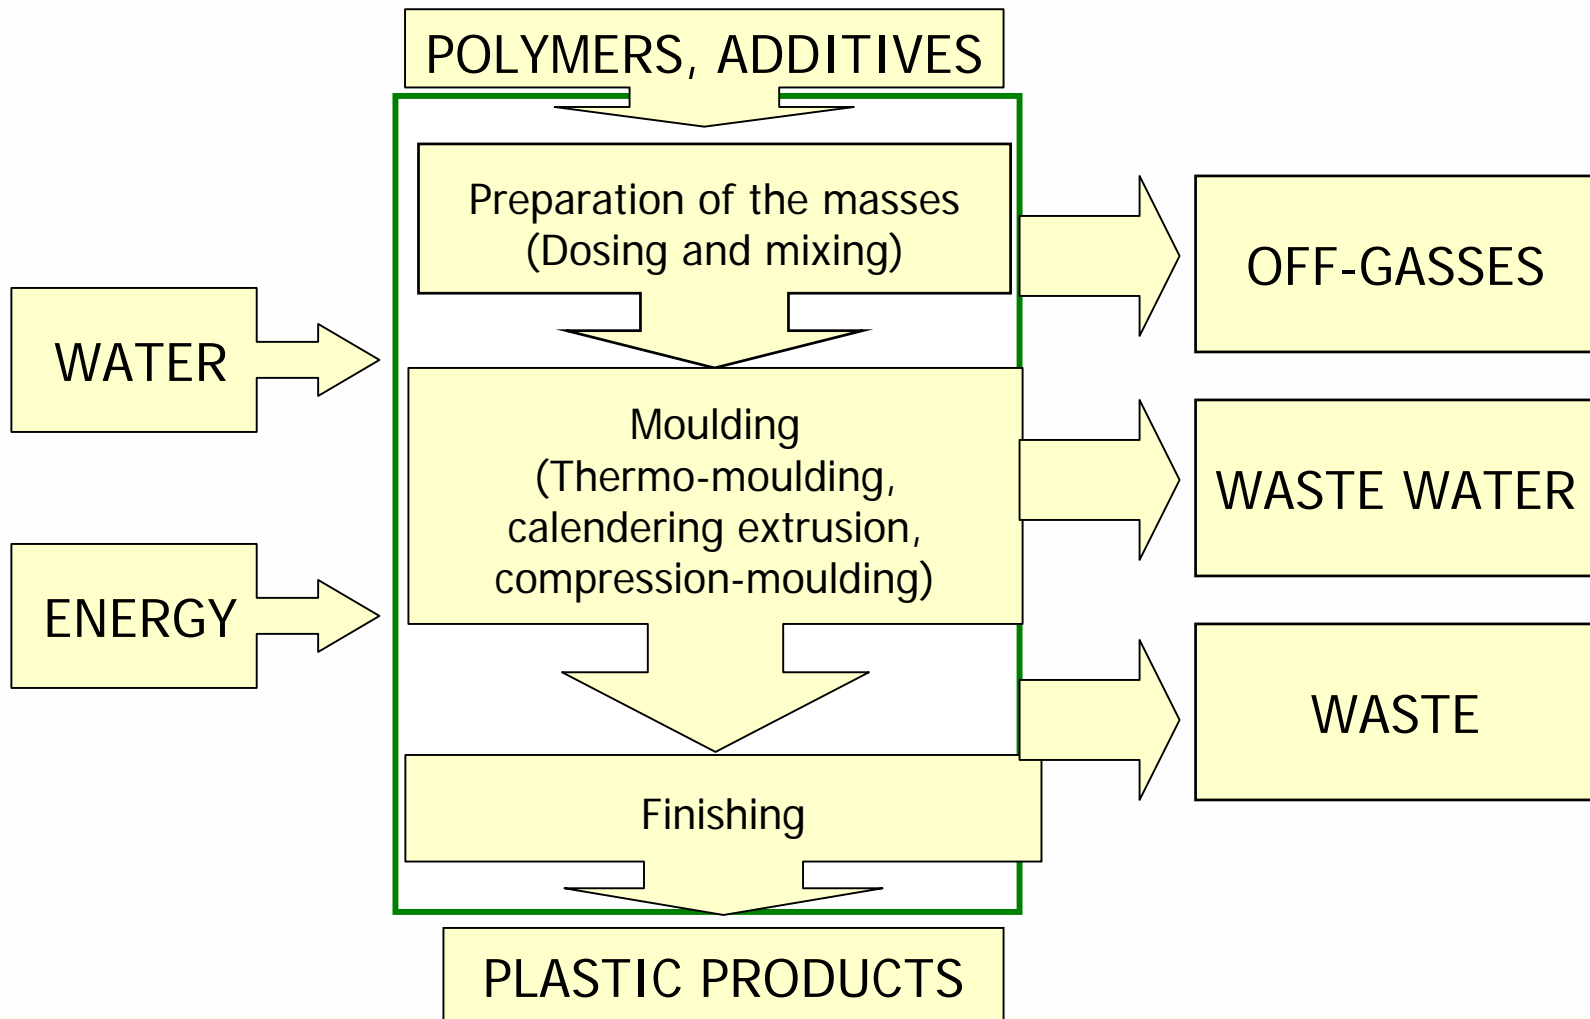 POLYMERS, ADDITIVES
Preparation of the masses
(Dosing and mixing)
OFF-GASSES
WATER
Moulding
(Thermo-moulding,
calendering extrusion,
compression-moulding)
WASTE WATER
ENERGY
WASTE
Finishing
PLASTIC PRODUCTS